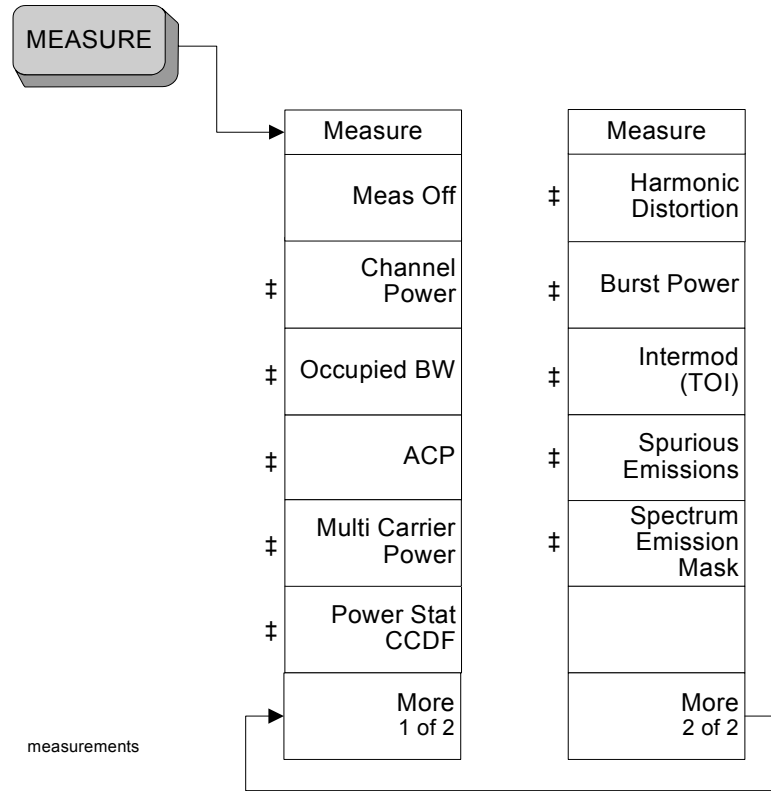 MEASURE
Measure
Meas Off
‡ Channel
Power
‡ Occupied BW
‡ ACP
‡ Multi Carrier
Power
‡ Power Stat
CCDF
More
1 of 2
Measure
‡ Harmonic
Distortion
‡ Burst Power
‡ Intermod
(TOI)
‡ Spurious
Emissions
‡ Spectrum
Emission
Mask
More
2 of 2
measurements